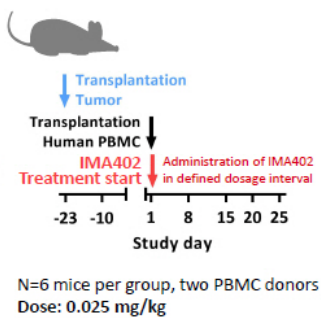 Transplantation
Tumor
Transplantation
Human PBMC
IMA402
Treatment start
Administration of IMA402
in defined dosage interval
-23 -10 1 8 15 20 25
Study day
N=6 mice per group, two PBMC donors
Dose: 0.025 mg/kg